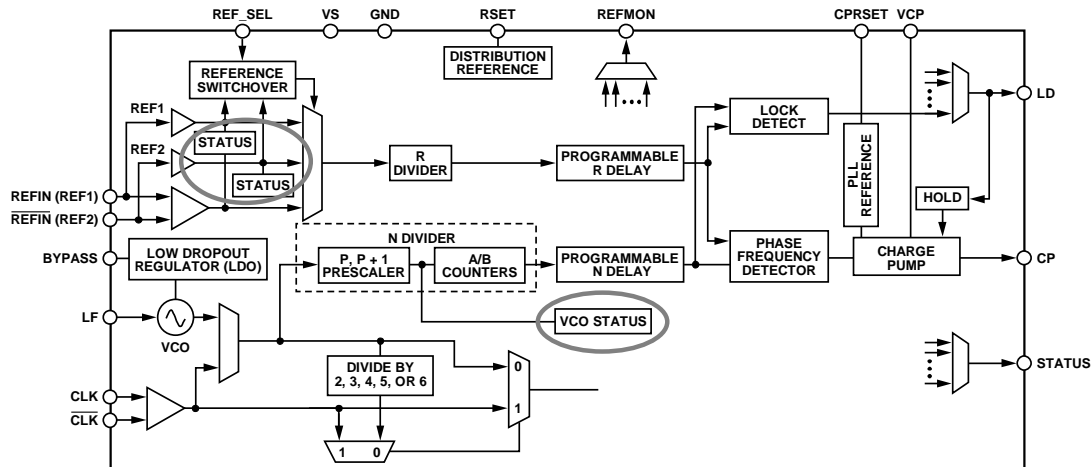 REF_SEL
VS
GND
RSET
REFMON
CPRSET
VCP
DISTRIBUTION
REFERENCE
REFERENCE
SWITCHOVER
REF1
STATUS
REF2
STATUS
R
DIVIDER
PROGRAMMABLE
R DELAY
LOCK
DETECT
LD
PLL
REFERENCE
HOLD
REFIN (REF1)
REFIN (REF2)
BYPASS
LOW DROPOUT
REGULATOR (LDO)
N DIVIDER
P, P + 1
PRESCALER
A/B
COUNTERS
PROGRAMMABLE
N DELAY
PHASE
FREQUENCY
DETECTOR
CHARGE
PUMP
CP
LF
VCO
VCO STATUS
STATUS
DIVIDE BY
2, 3, 4, 5, OR 6
0
1
CLK
CLK
1 0